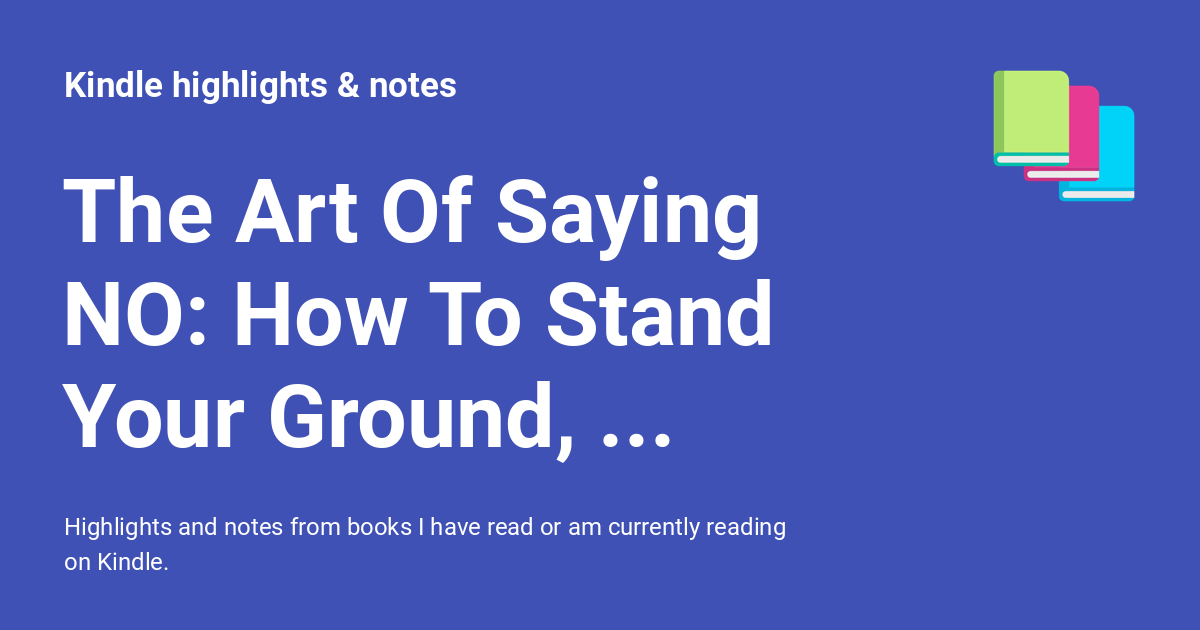 Kindle highlights & notes
The Art Of Saying
NO: How To Stand
Your Ground, ...
Highlights and notes from books I have read or am currently reading
on Kindle.